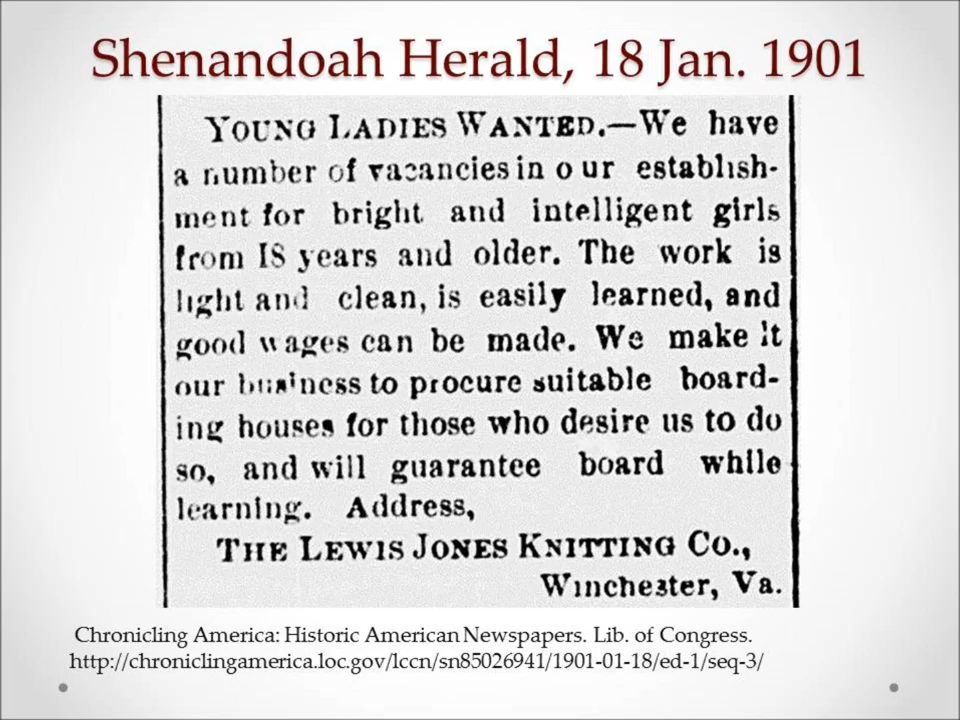 Shenandoah Herald, 18 Jan. 1901
YOUNG LADIES WANTED.—We have
a number of vacancies in our establish-
ment for bright and intelligent girls
from 18 years and older. The work is
light and clean, is easily learned, and
good wages can be made. We make it
our business to procure suitable board-
ing houses for those who desire us to do
so, and will guarantee board while
learning. Address,
THE LEWIS JONES KNITTING CO.,
Winchester, Va.
Chronicling America: Historic American Newspapers. Lib. of Congress.
http://chroniclingamerica.loc.gov/lccn/sn85026941/1901-01-18/ed-1/seq-3/